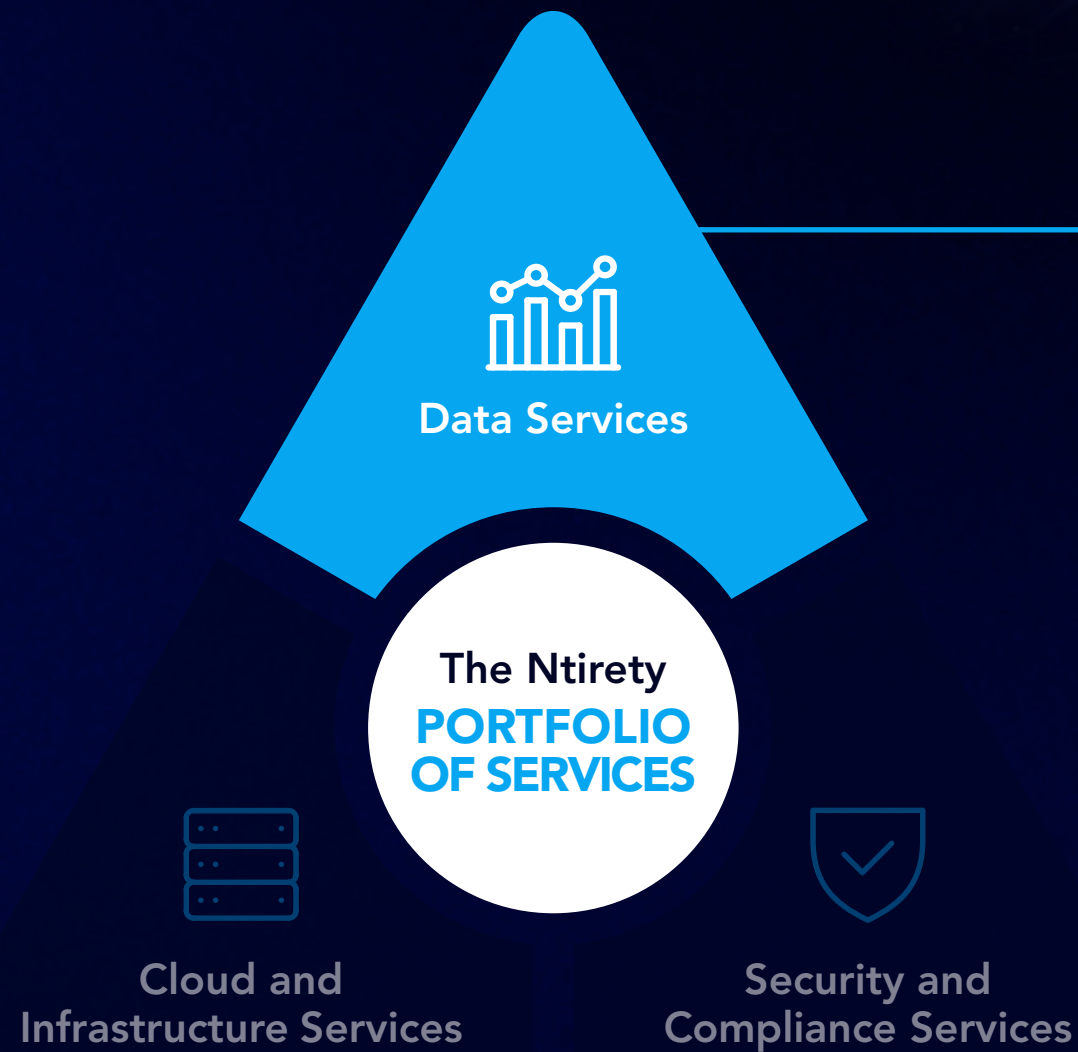 Data Services
The Ntirety
PORTFOLIO
OF SERVICES
Cloud and
Infrastructure Services
Security and
Compliance Services